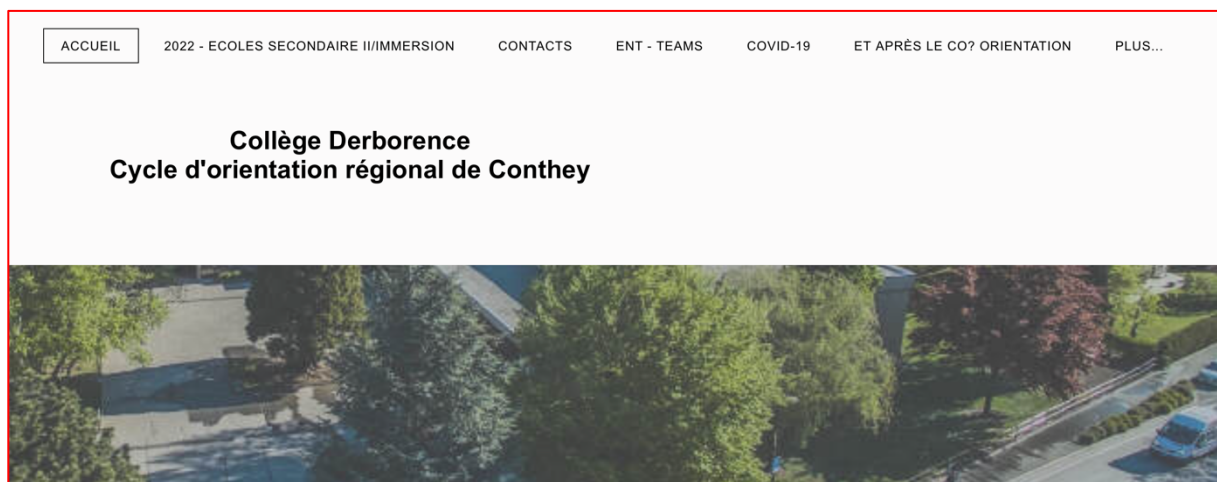 ACCUEIL 2022 - ECOLES SECONDAIRE II/IMMERSION CONTACTS ENT - TEAMS COVID-19 ET APRÈS LE CO? ORIENTATION PLUS...
Collège Derborence
Cycle d'orientation régional de Conthey